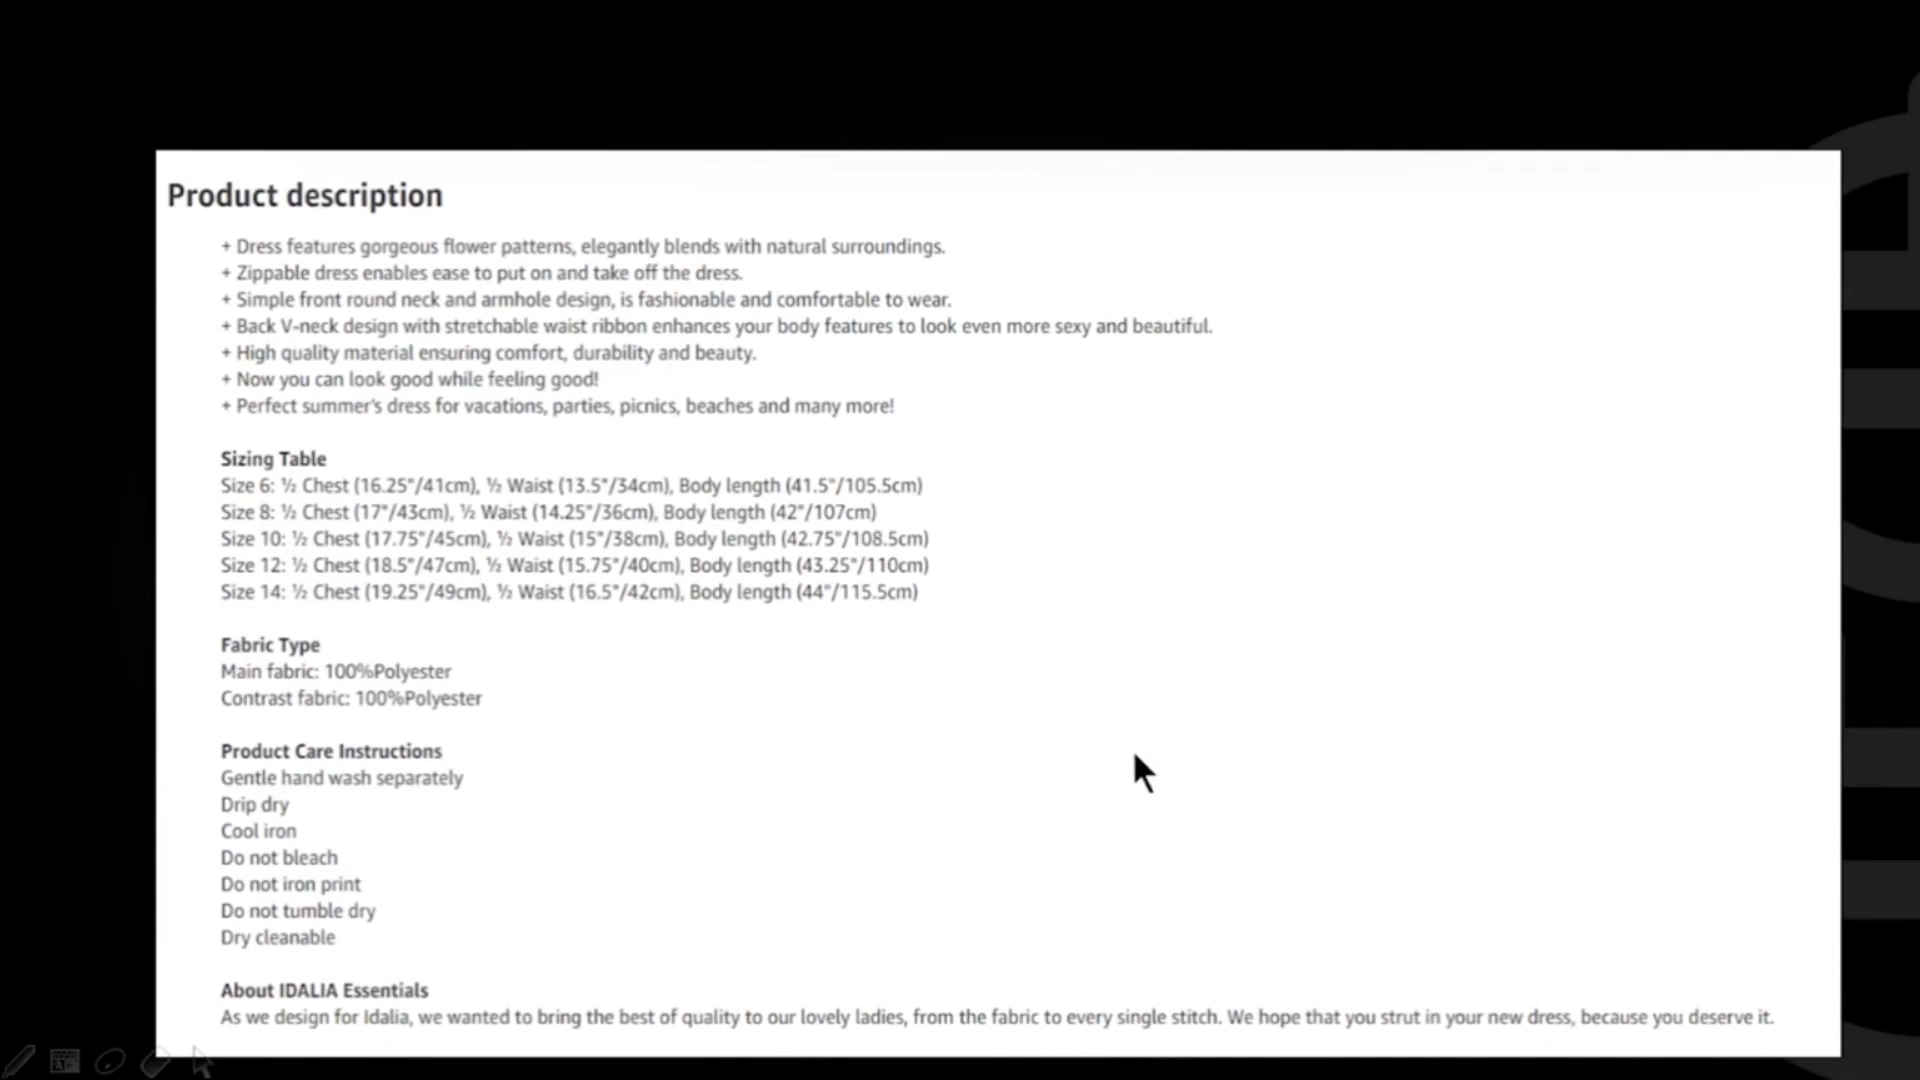 Product description
+ Dress features gorgeous flower patterns, elegantly blends with natural surroundings.
+ Zippable dress enables ease to put on and take off the dress.
+ Simple front round neck and armhole design, is fashionable and comfortable to wear.
+ Back V-neck design with stretchable waist ribbon enhances your body features to look even more sexy and beautiful.
+ High quality material ensuring comfort, durability and beauty.
+ Now you can look good while feeling good!
+ Perfect summer's dress for vacations, parties, picnics, beaches and many more!
Sizing Table
Size 6: ½ Chest (16.25"/41cm), ½ Waist (13.5"/34cm), Body length (41.5"/105.5cm)
Size 8: ½ Chest (17"/43cm), ½ Waist (14.25"/36cm), Body length (42"/107cm)
Size 10: ½ Chest (17.75"/45cm), ½ Waist (15"/38cm), Body length (42.75"/108.5cm)
Size 12: ½ Chest (18.5"/47cm), ½ Waist (15.75"/40cm), Body length (43.25"/110cm)
Size 14: ½ Chest (19.25"/49cm), ½ Waist (16.5"/42cm), Body length (44"/115.5cm)
Fabric Type
Main fabric: 100%Polyester
Contrast fabric: 100%Polyester
Product Care Instructions
Gentle hand wash separately
Drip dry
Cool iron
Do not bleach
Do not iron print
Do not tumble dry
Dry cleanable
About IDALIA Essentials
As we design for Idalia, we wanted to bring the best of quality to our lovely ladies, from the fabric to every single stitch. We hope that you strut in your new dress, because you deserve it.